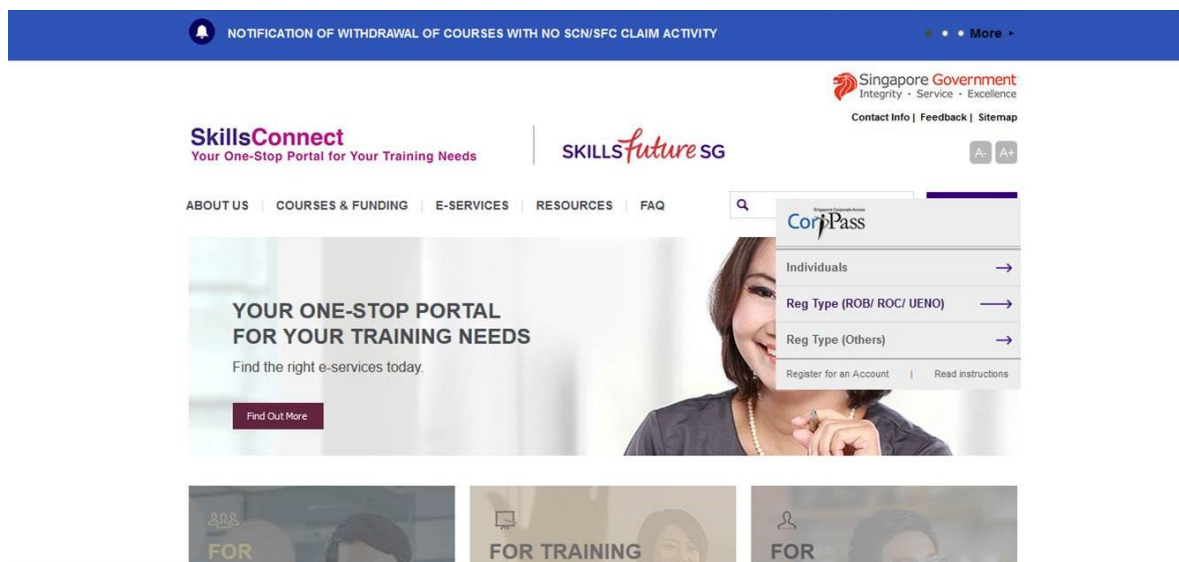 NOTIFICATION OF WITHDRAWAL OF COURSES WITH NO SCN/SFC CLAIM ACTIVITY
More
Singapore Government
Integrity · Service · Excellence
Contact Info | Feedback | Sitemap
SkillsConnect
Your One-Stop Portal for Your Training Needs
SKILLS future SG
A- A+
ABOUT US | COURSES & FUNDING | E-SERVICES | RESOURCES | FAQ
Singapore Corporate Access
CorpPass
Individuals
Reg Type (ROB/ ROC/ UENO)
Reg Type (Others)
Register for an Account | Read instructions
YOUR ONE-STOP PORTAL
FOR YOUR TRAINING NEEDS
Find the right e-services today.
Find Out More
FOR
FOR TRAINING
FOR